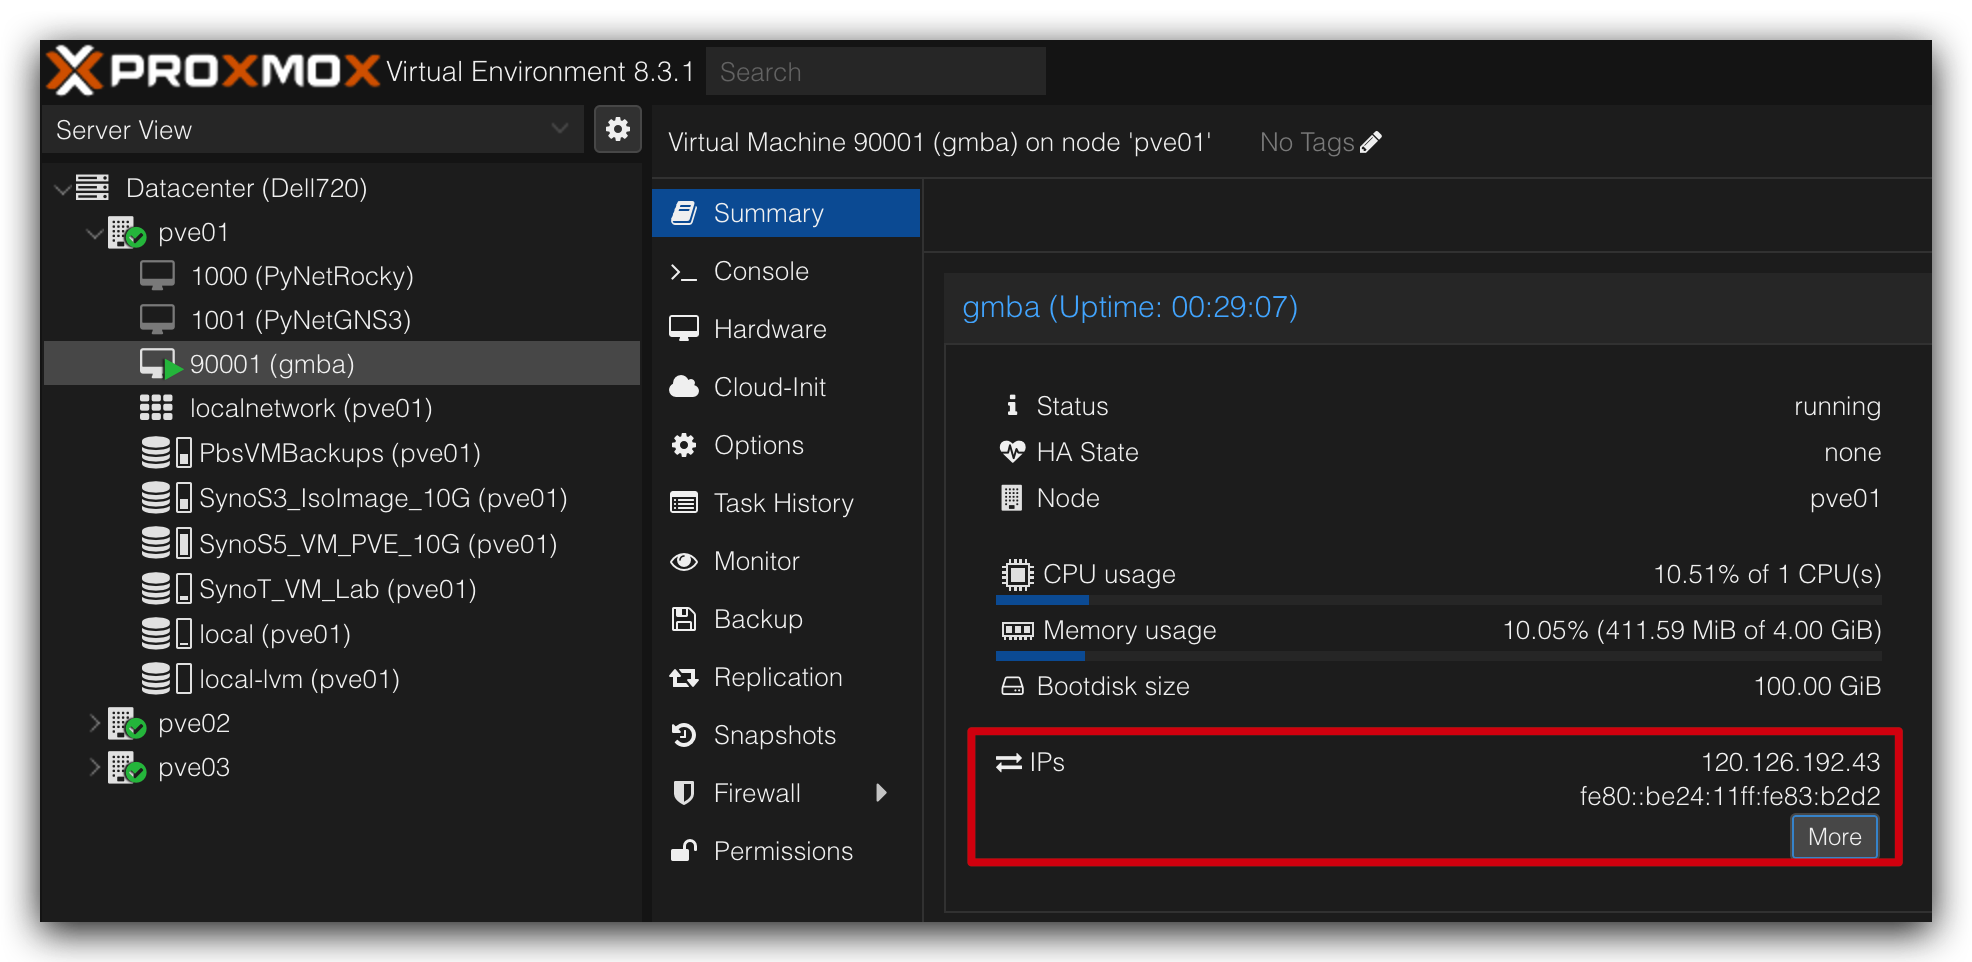 PROXMOX Virtual Environment 8.3.1 Search
Server View
Datacenter (Dell720)
pve01
1000 (PyNetRocky)
1001 (PyNetGNS3)
90001 (gmba)
localnetwork (pve01)
PbsVMBackups (pve01)
SynoS3_IsoImage_10G (pve01)
SynoS5_VM_PVE_10G (pve01)
SynoT_VM_Lab (pve01)
local (pve01)
local-lvm (pve01)
pve02
pve03
Virtual Machine 90001 (gmba) on node 'pve01' No Tags
Summary
Console
Hardware
Cloud-Init
Options
Task History
Monitor
Backup
Replication
Snapshots
Firewall
Permissions
gmba (Uptime: 00:29:07)
Status running
HA State none
Node pve01
CPU usage 10.51% of 1 CPU(s)
Memory usage 10.05% (411.59 MiB of 4.00 GiB)
Bootdisk size 100.00 GiB
IPs 120.126.192.43
fe80::be24:11ff:fe83:b2d2
More